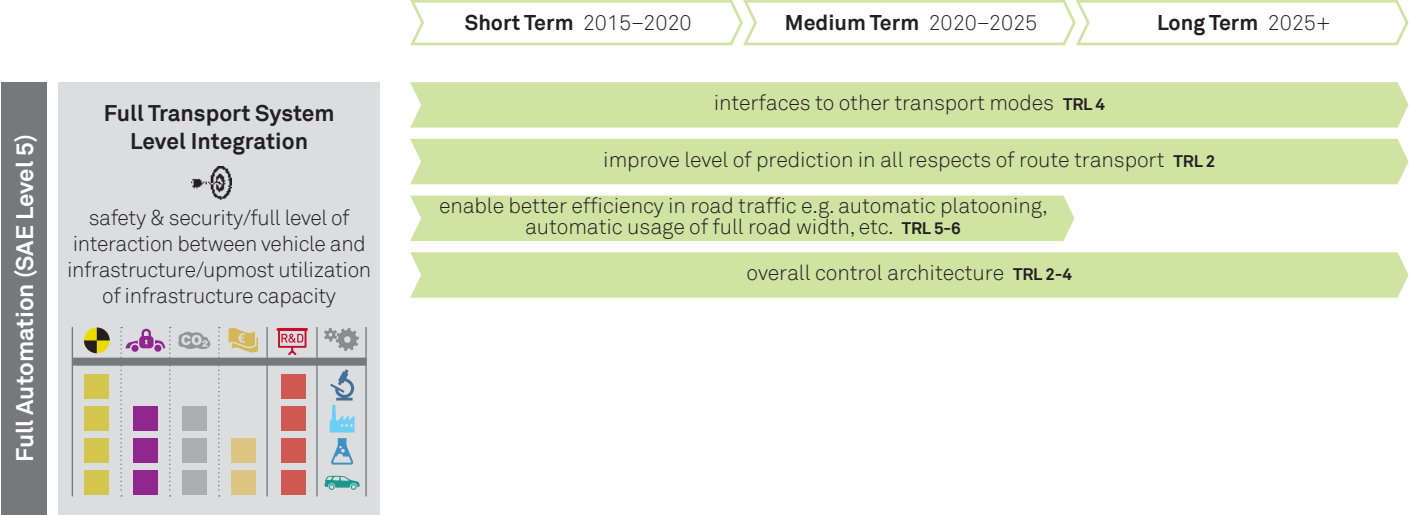 Short Term 2015–2020
Medium Term 2020–2025
Long Term 2025+
Full Automation (SAE Level 5)
Full Transport System
Level Integration
safety & security/full level of
interaction between vehicle and
infrastructure/upmost utilization
of infrastructure capacity
CO2
€
R&D
interfaces to other transport modes TRL 4
improve level of prediction in all respects of route transport TRL 2
enable better efficiency in road traffic e.g. automatic platooning,
automatic usage of full road width, etc. TRL 5-6
overall control architecture TRL 2-4